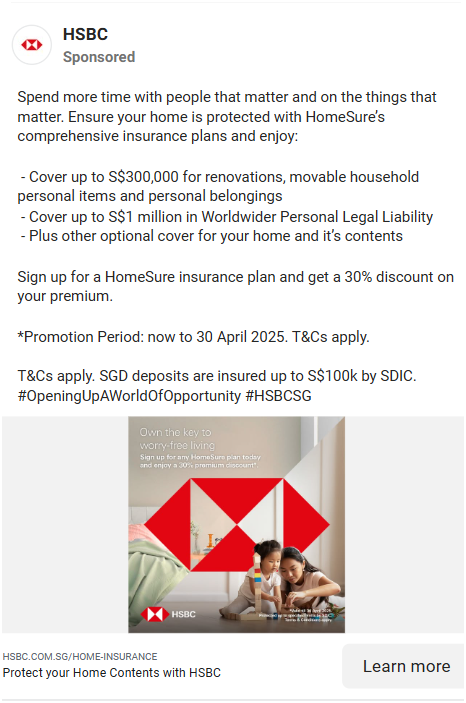 HSBC
Sponsored
Spend more time with people that matter and on the things that
matter. Ensure your home is protected with HomeSure's
comprehensive insurance plans and enjoy:
- Cover up to S$300,000 for renovations, movable household
personal items and personal belongings
- Cover up to S$1 million in Worldwider Personal Legal Liability
- Plus other optional cover for your home and it's contents
Sign up for a HomeSure insurance plan and get a 30% discount on
your premium.
*Promotion Period: now to 30 April 2025. T&Cs apply.
T&Cs apply. SGD deposits are insured up to S$100k by SDIC.
#OpeningUpAWorldOfOpportunity #HSBCSG
Own the key to
worry-free living
Sign up for any HomeSure plan today
and enjoy a 30% premium discount*.
HSBC
Terms & Conditions apply.
HSBC.COM.SG/HOME-INSURANCE
Protect your Home Contents with HSBC
Learn more